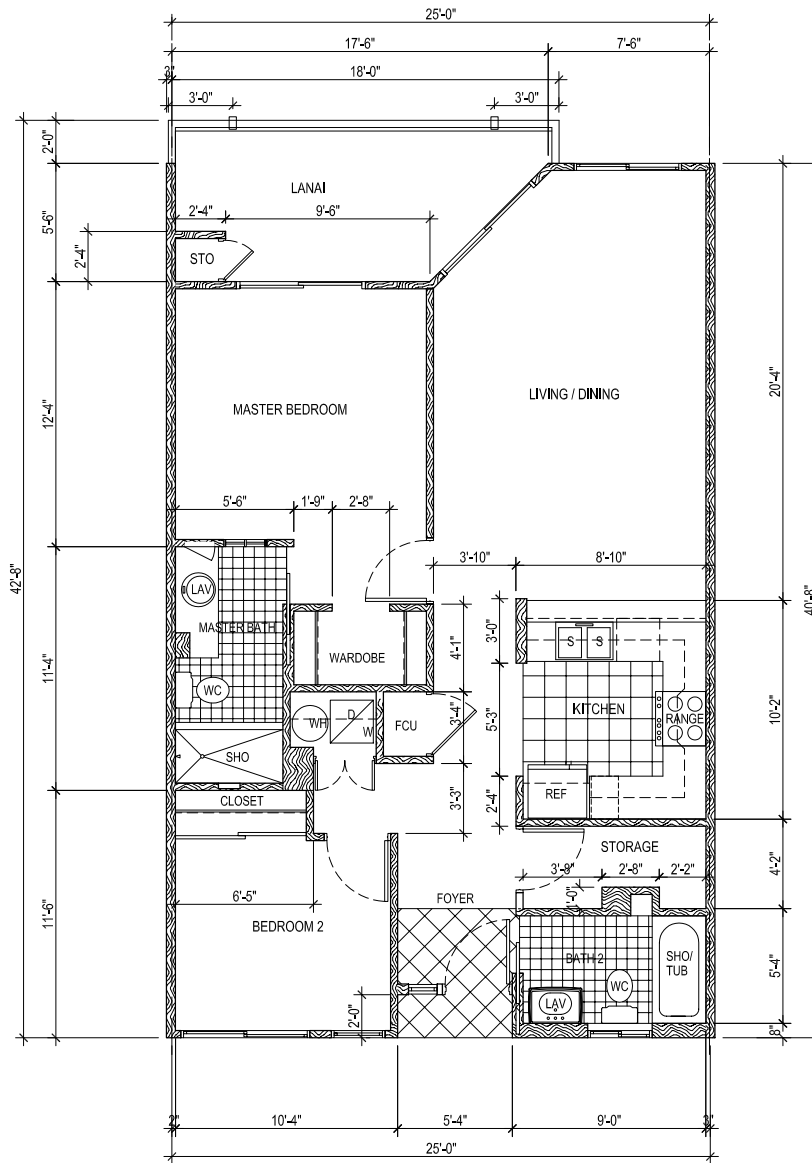 25'-0"
17'-6"
7'-6"
3"
18'-0"
3'-0"
3'-0"
2'-0"
LANAI
5'-6"
2'-4"
9'-6"
2'-4"
STO
20'-4"
LIVING / DINING
MASTER BEDROOM
12'-4"
5'-6"
1'-9"
2'-8"
3'-10"
8'-10"
42'-8"
40'-8"
LAV
MASTER BATH
3'-0"
S
S
4'-1"
WARDOBE
11'-4"
WC
KITCHEN
RANGE
10'-2"
5'-3"
3'-4"
WH
D
W
FCU
SHO
REF
CLOSET
2'-4"
3'-3"
STORAGE
4'-2"
3'-8"
2'-8"
2'-2"
6'-5"
1'-0"
FOYER
BEDROOM 2
11'-6"
BATH 2
SHO/
TUB
5'-4"
WC
LAV
2'-0"
8"
2"
10'-4"
5'-4"
9'-0"
3"
25'-0"